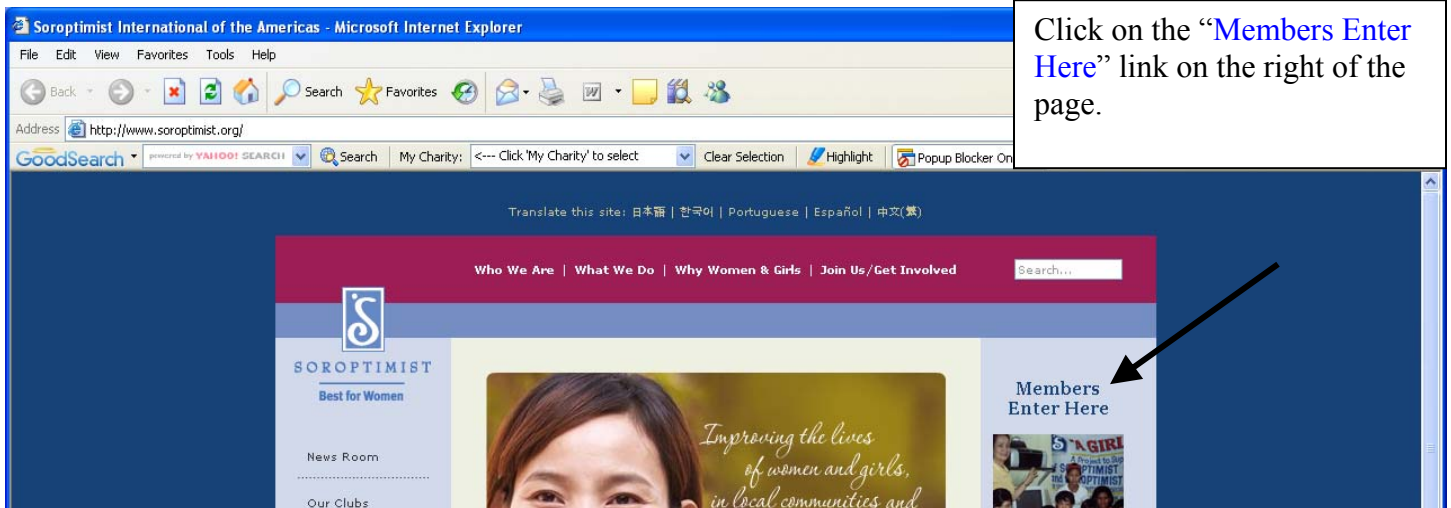 Soroptimist International of the Americas - Microsoft Internet Explorer
Click on the “Members Enter
Here” link on the right of the
page.
File Edit View Favorites Tools Help
Back Search Favorites
Address http://www.soroptimist.org/
GoodSearch powered by YAHOO! SEARCH Search My Charity: <--- Click 'My Charity' to select Clear Selection Highlight Popup Blocker On
Translate this site: 日本語 | 한국어 | Portuguese | Español | 中文(繁)
Who We Are | What We Do | Why Women & Girls | Join Us/Get Involved Search...
S
SOROPTIMIST
Best for Women
Members
Enter Here
Improving the lives
of women and girls,
in local communities and
News Room
Our Clubs
S "A GIRL